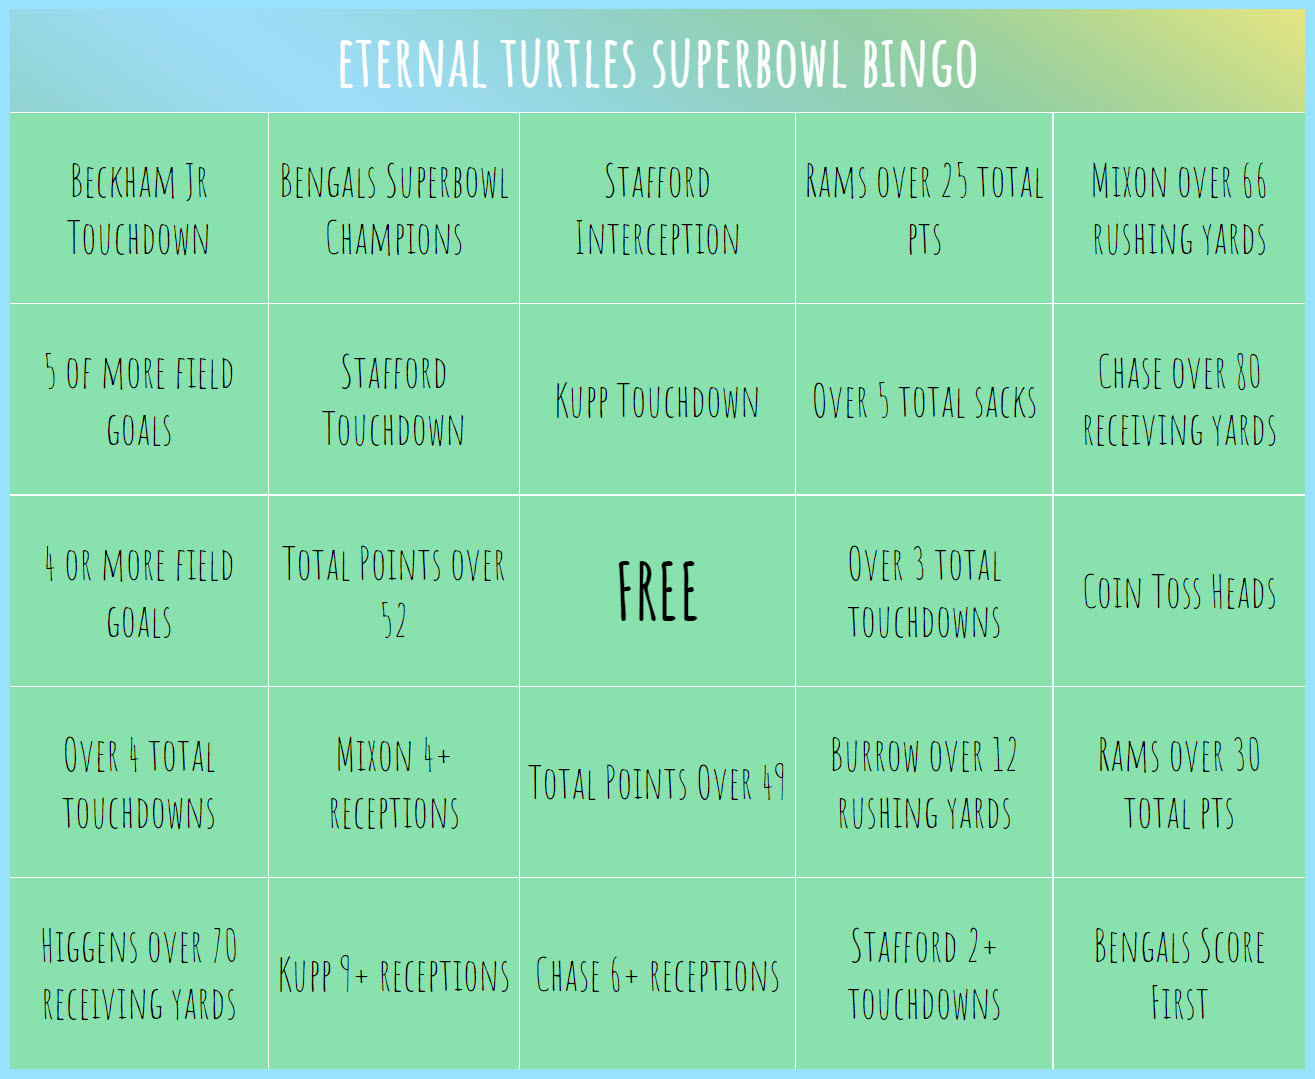 ETERNAL TURTLES SUPERBOWL BINGO
BECKHAM JR
TOUCHDOWN
BENGALS SUPERBOWL
CHAMPIONS
STAFFORD
INTERCEPTION
RAMS OVER 25 TOTAL
PTS
MIXON OVER 66
RUSHING YARDS
5 OF MORE FIELD
GOALS
STAFFORD
TOUCHDOWN
KUPP TOUCHDOWN
OVER 5 TOTAL SACKS
CHASE OVER 80
RECEIVING YARDS
4 OR MORE FIELD
GOALS
TOTAL POINTS OVER
52
FREE
OVER 3 TOTAL
TOUCHDOWNS
COIN TOSS HEADS
OVER 4 TOTAL
TOUCHDOWNS
MIXON 4+
RECEPTIONS
TOTAL POINTS OVER 49
BURROW OVER 12
RUSHING YARDS
RAMS OVER 30
TOTAL PTS
HIGGENS OVER 70
RECEIVING YARDS
KUPP 9+ RECEPTIONS
CHASE 6+ RECEPTIONS
STAFFORD 2+
TOUCHDOWNS
BENGALS SCORE
FIRST